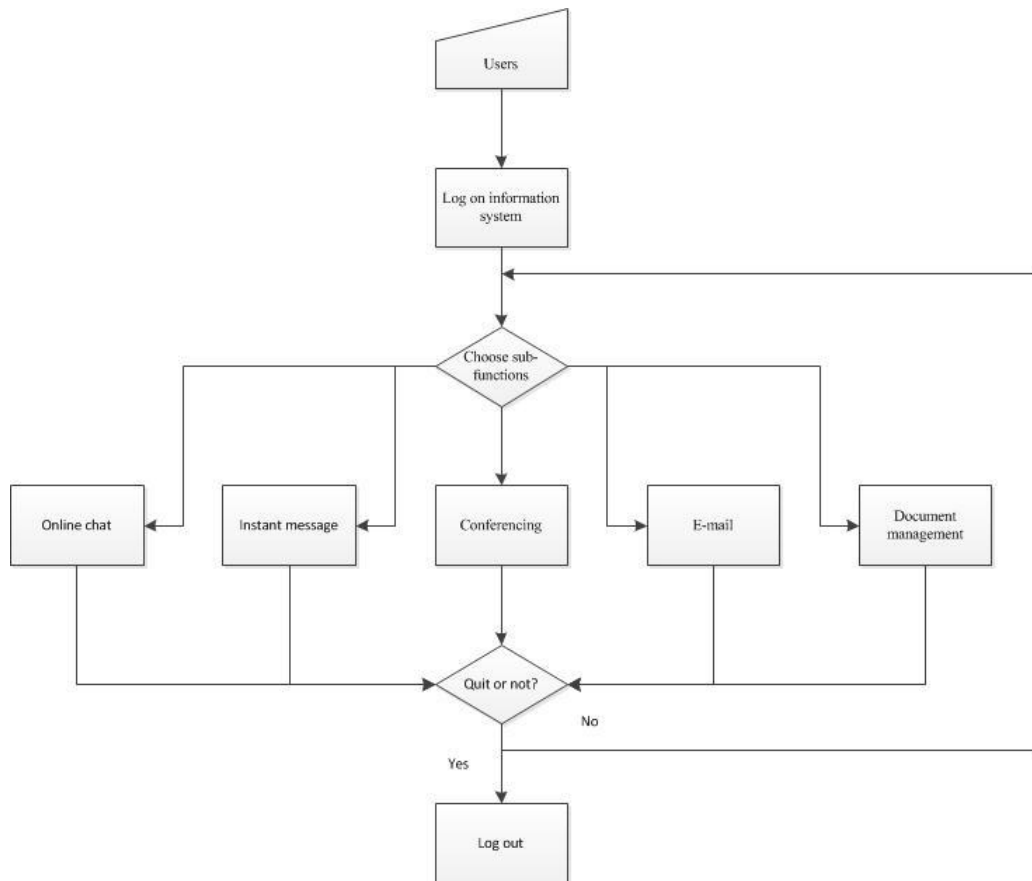 Users
Log on information
system
Choose sub-
functions
Online chat
Instant message
Conferencing
E-mail
Document
management
Quit or not?
No
Yes
Log out